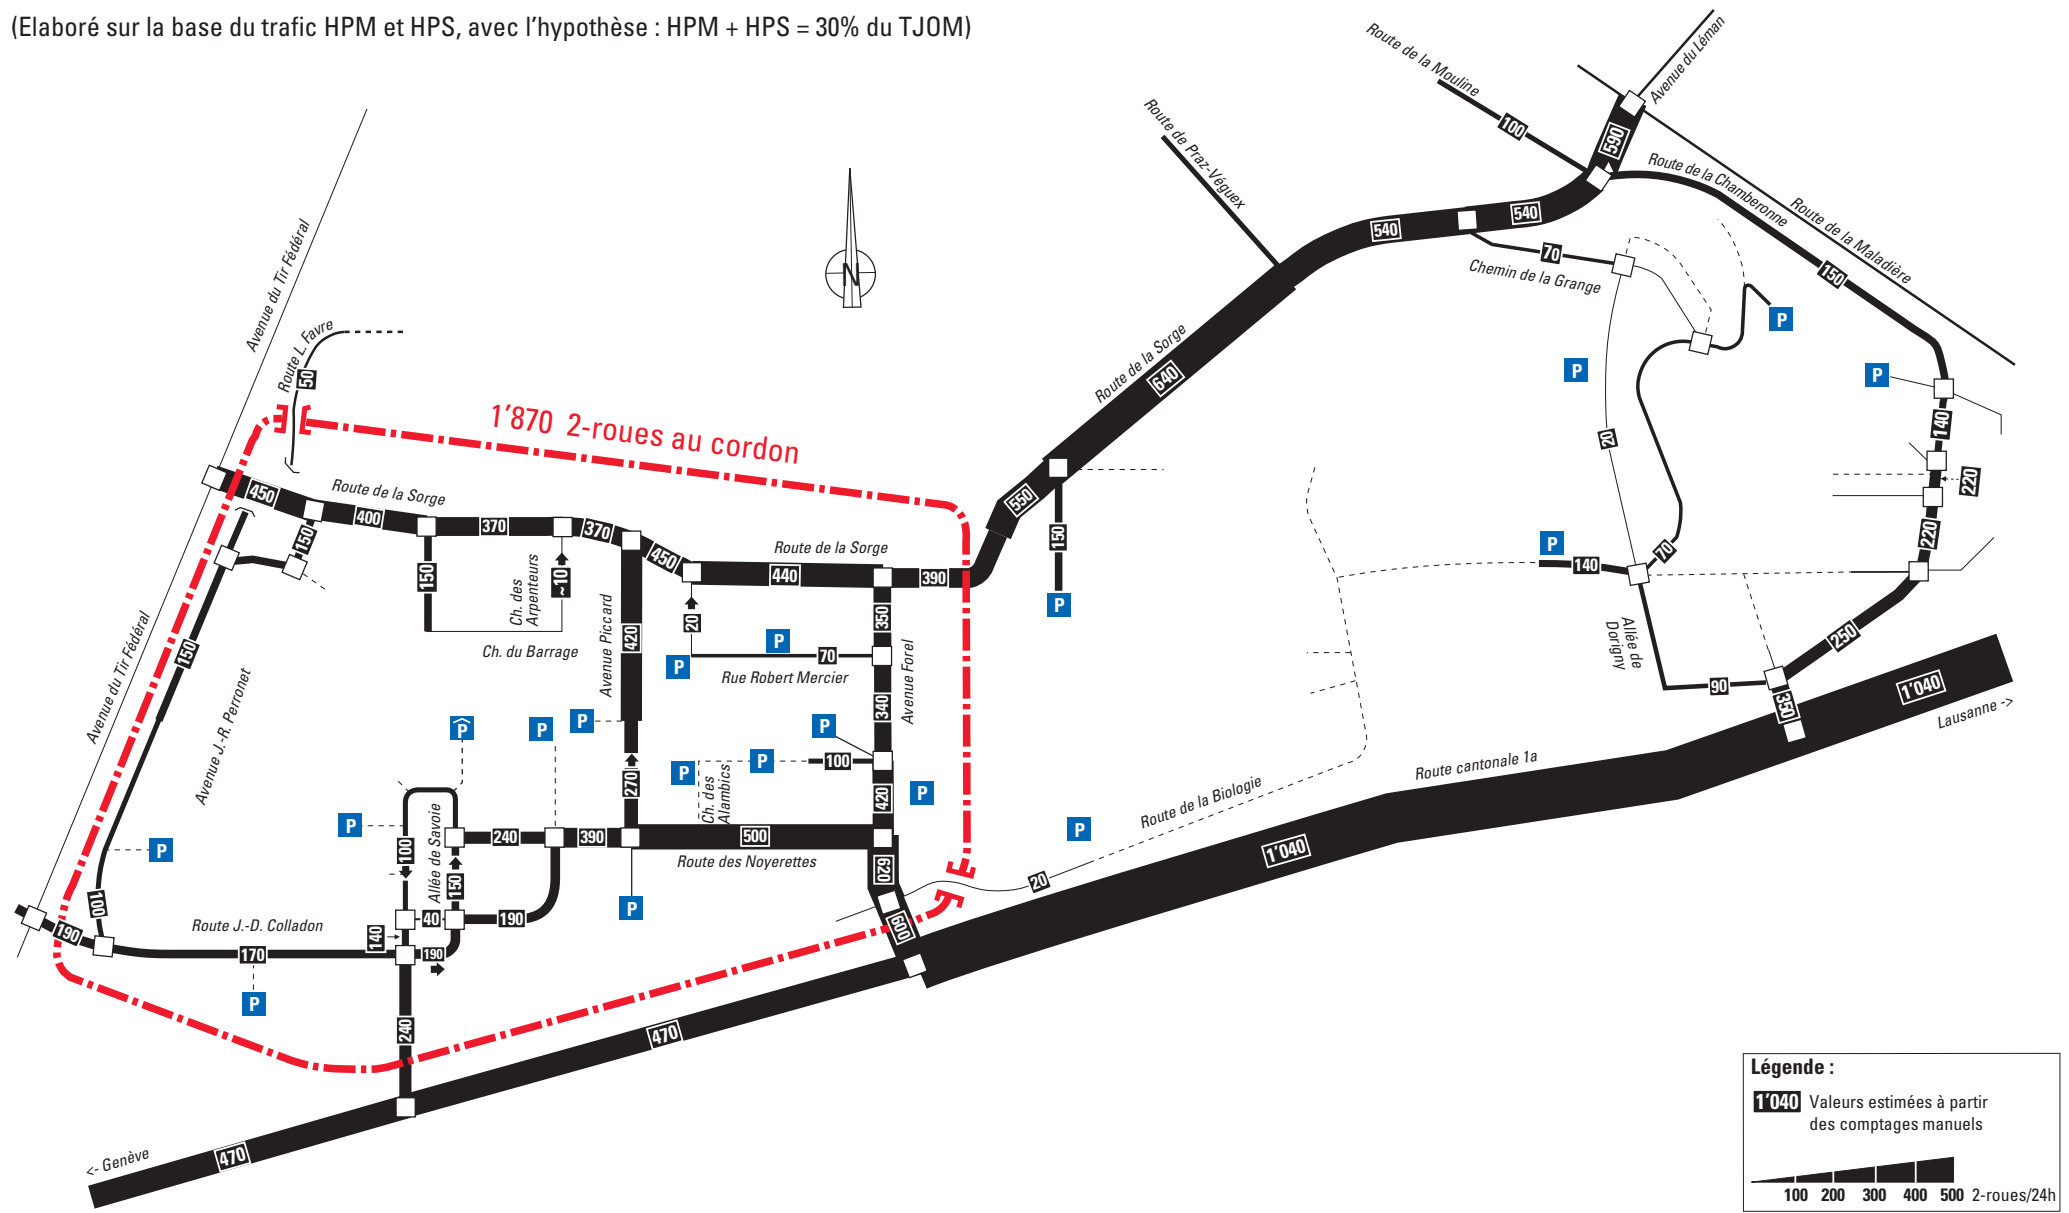 (Elaboré sur la base du trafic HPM et HPS, avec l'hypothèse : HPM + HPS = 30% du TJOM)
Avenue du Léman
Route de la Mouline
100
590
Route de Praz-Véguex
Route de la Chamberonne
Route de la Maladière
150
540
540
70
Chemin de la Grange
N
Avenue du Tir Fédéral
Route L. Favre
50
P
P
P
Route de la Sorge
640
1'870 2-roues au cordon
20
140
220
220
450
Route de la Sorge
400
370
370
450
Route de la Sorge
440
390
550
150
150
150
Ch. des
Arpenteurs
~10
Ch. du Barrage
Avenue Piccard
420
20
350
P
P
70
Rue Robert Mercier
Avenue Forel
340
P
P
140
70
Allée de
Dorigny
250
90
350
1'040
Lausanne ->
Avenue du Tir Fédéral
150
Avenue J.-R. Perronet
P
P
P
P
P
P
100
Ch. des
Alambics
270
420
P
Route cantonale 1a
Route de la Biologie
P
1'040
P
P
100
Allée de Savoie
240
390
500
Route des Noyerettes
620
150
20
100
P
190
Route J.-D. Colladon
40
190
600
140
170
190
P
240
470
<- Genève
470
Légende :
1'040 Valeurs estimées à partir
des comptages manuels
100 200 300 400 500 2-roues/24h